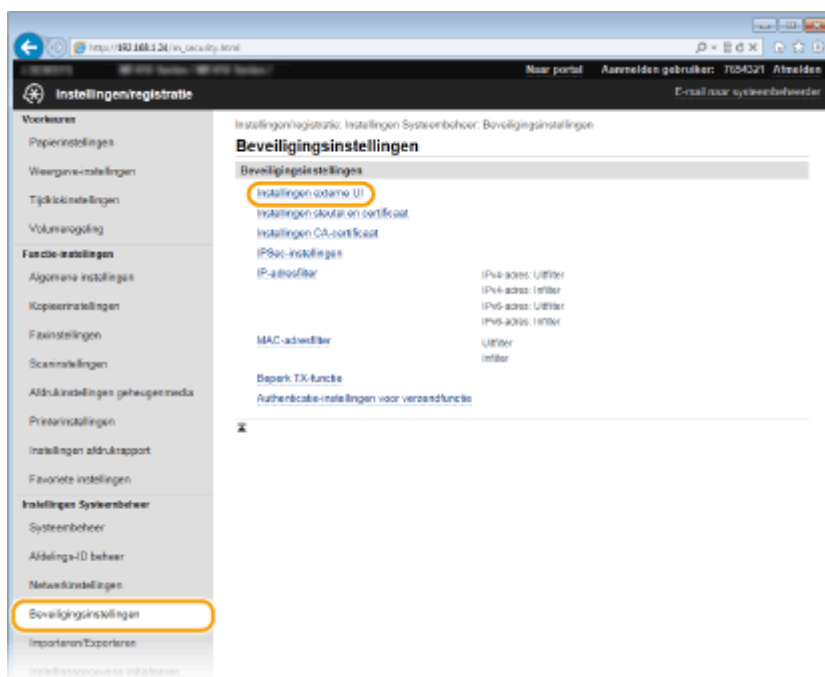 http://192.168.1.24/m_security.html
Naar portal Aanmelden gebruiker: 7654321 Afmelden
Instellingen/registratie
E-mail naar systeembeheerder
Voorkeuren
Papierinstellingen
Weergave-instellingen
Tijdklokinstellingen
Volumeregeling
Functie-instellingen
Algemene instellingen
Kopieerinstellingen
Faxinstellingen
Scaninstellingen
Afdrukinstellingen geheugenmedia
Printerinstellingen
Instellingen afdrukrapport
Favoriete instellingen
Instellingen Systeembeheer
Systeembeheer
Afdelings-ID beheer
Netwerkinstellingen
Beveiligingsinstellingen
Importeren/Exporteren
Instellingsgegevens initialiseren
Instellingen/registratie: Instellingen Systeembeheer: Beveiligingsinstellingen
Beveiligingsinstellingen
Beveiligingsinstellingen
Instellingen externe UI
Instellingen sleutel en certificaat
Instellingen CA-certificaat
IPSec-instellingen
IP-adresfilter
IPv4-adres: Uitfilter
IPv4-adres: Infilter
IPv6-adres: Uitfilter
IPv6-adres: Infilter
MAC-adresfilter
Uitfilter
Infilter
Beperk TX-functie
Authenticatie-instellingen voor verzendfunctie